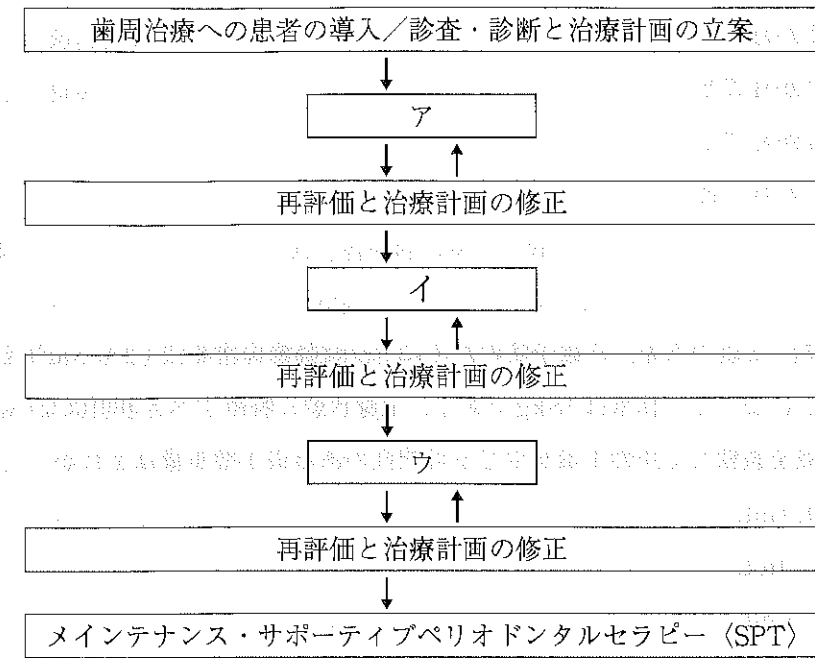 歯周治療への患者の導入／診査・診断と治療計画の立案
ア
再評価と治療計画の修正
イ
再評価と治療計画の修正
ウ
再評価と治療計画の修正
メインテナンス・サポーティブペリオドンタルセラピー〈SPT〉